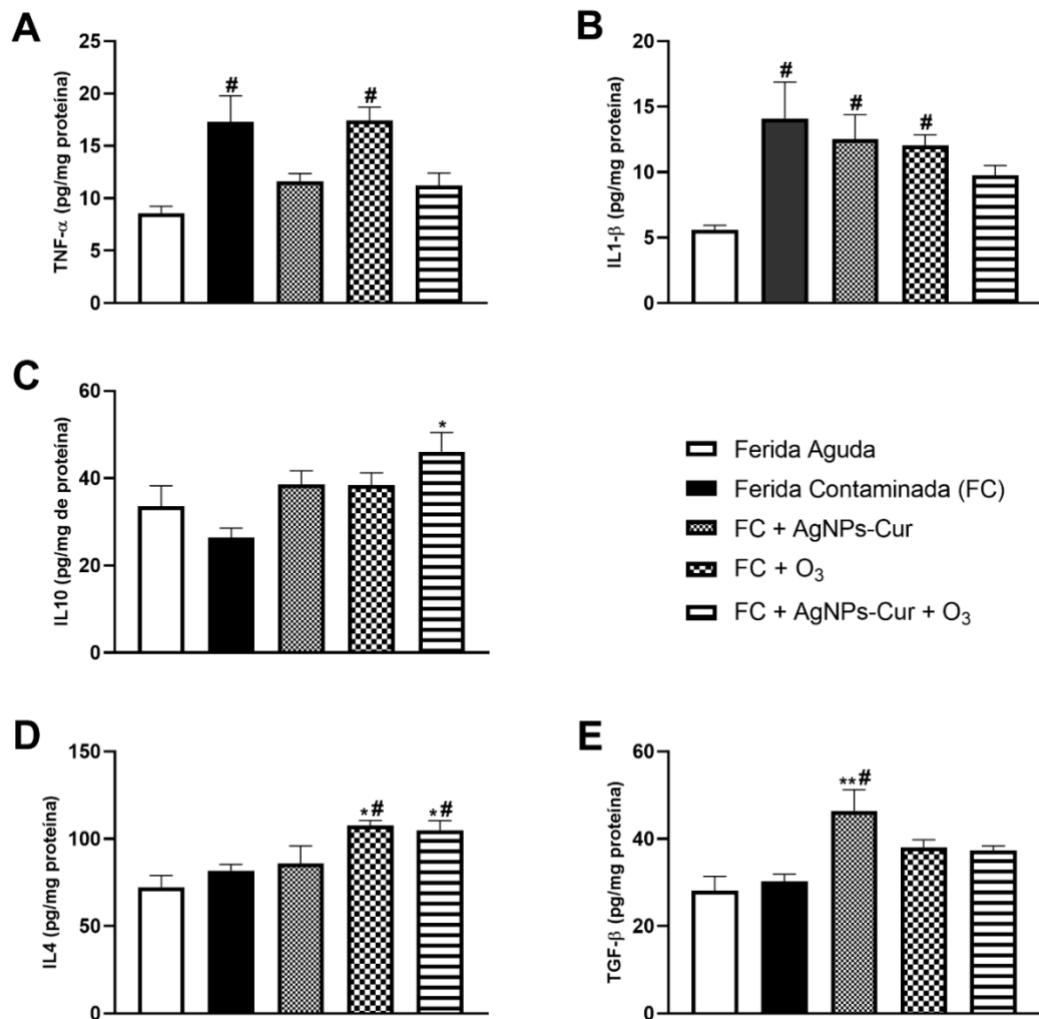 A
TNF-α (pg/mg proteína)
25
20
15
10
5
0
#
#
B
IL1-β (pg/mg proteína)
20
15
10
5
0
#
#
#
C
IL10 (pg/mg de proteína)
60
40
20
0
*
Ferida Aguda
Ferida Contaminada (FC)
FC + AgNPs-Cur
FC + O₃
FC + AgNPs-Cur + O₃
D
IL4 (pg/mg proteína)
150
100
50
0
*#
*#
E
TGF-β (pg/mg proteína)
60
40
20
0
**#